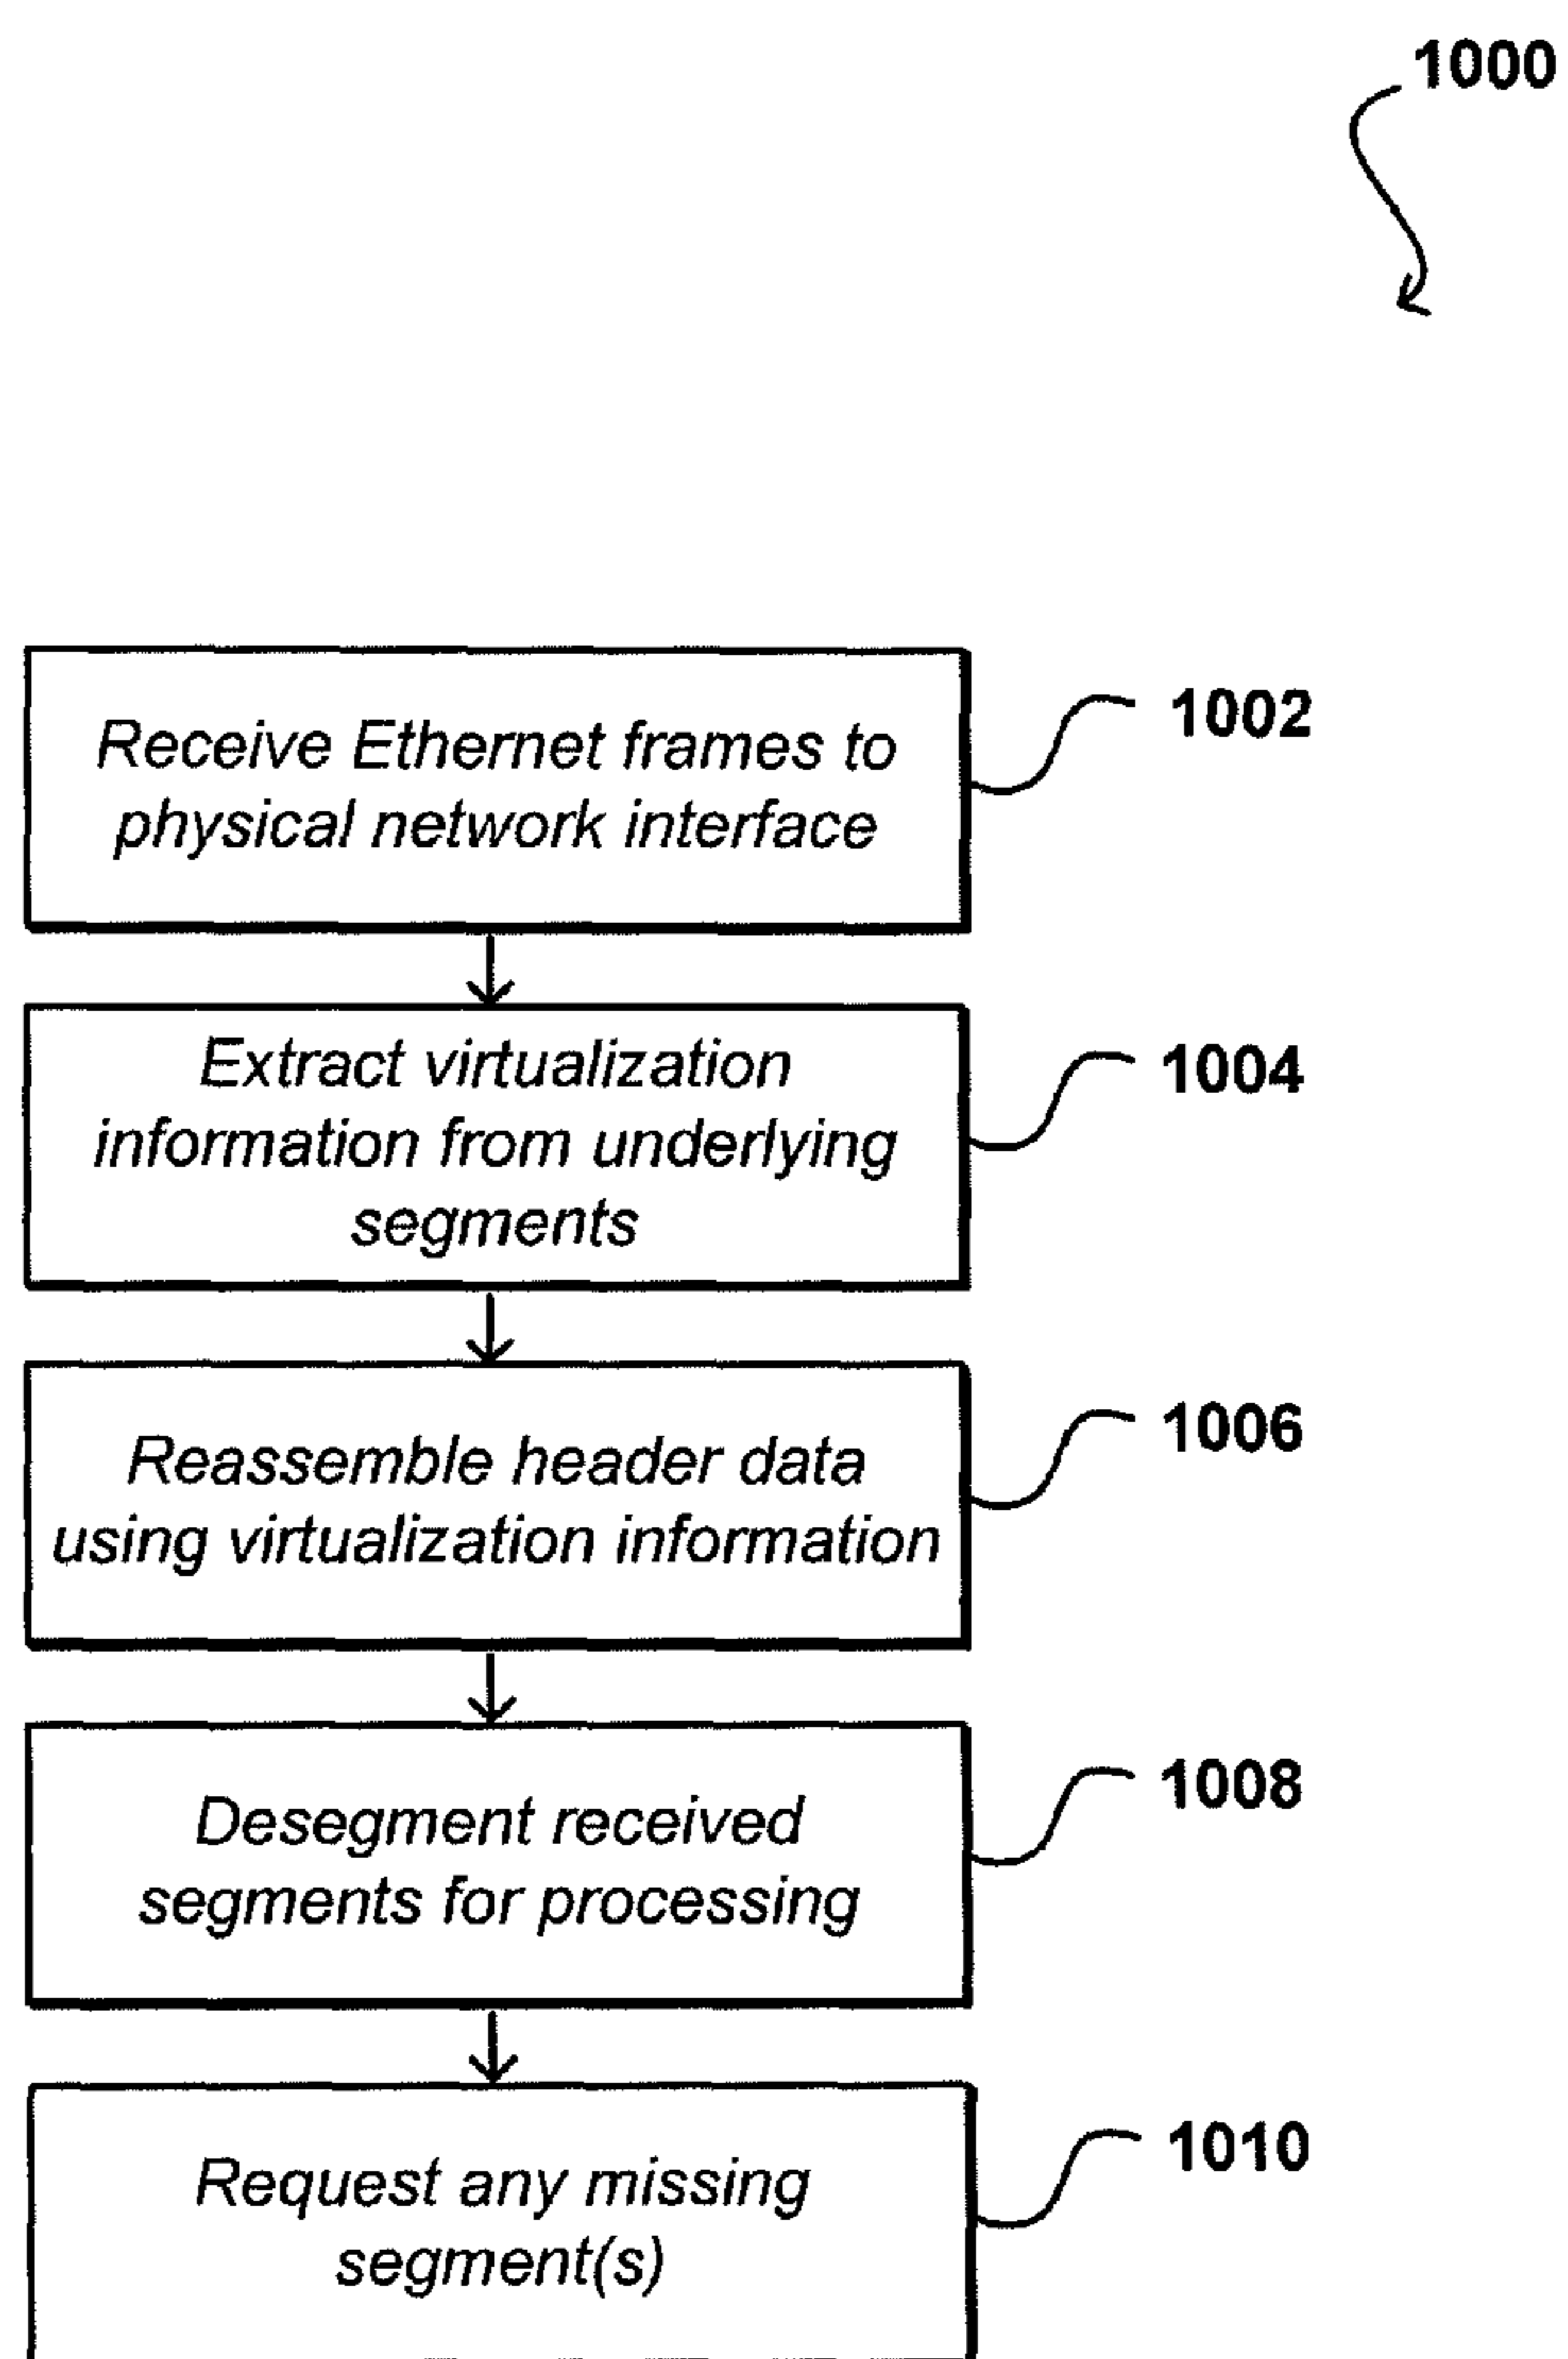 1000
Receive Ethernet frames to
physical network interface
1002
Extract virtualization
information from underlying
segments
1004
Reassemble header data
using virtualization information
1006
Desegment received
segments for processing
1008
Request any missing
segment(s)
1010